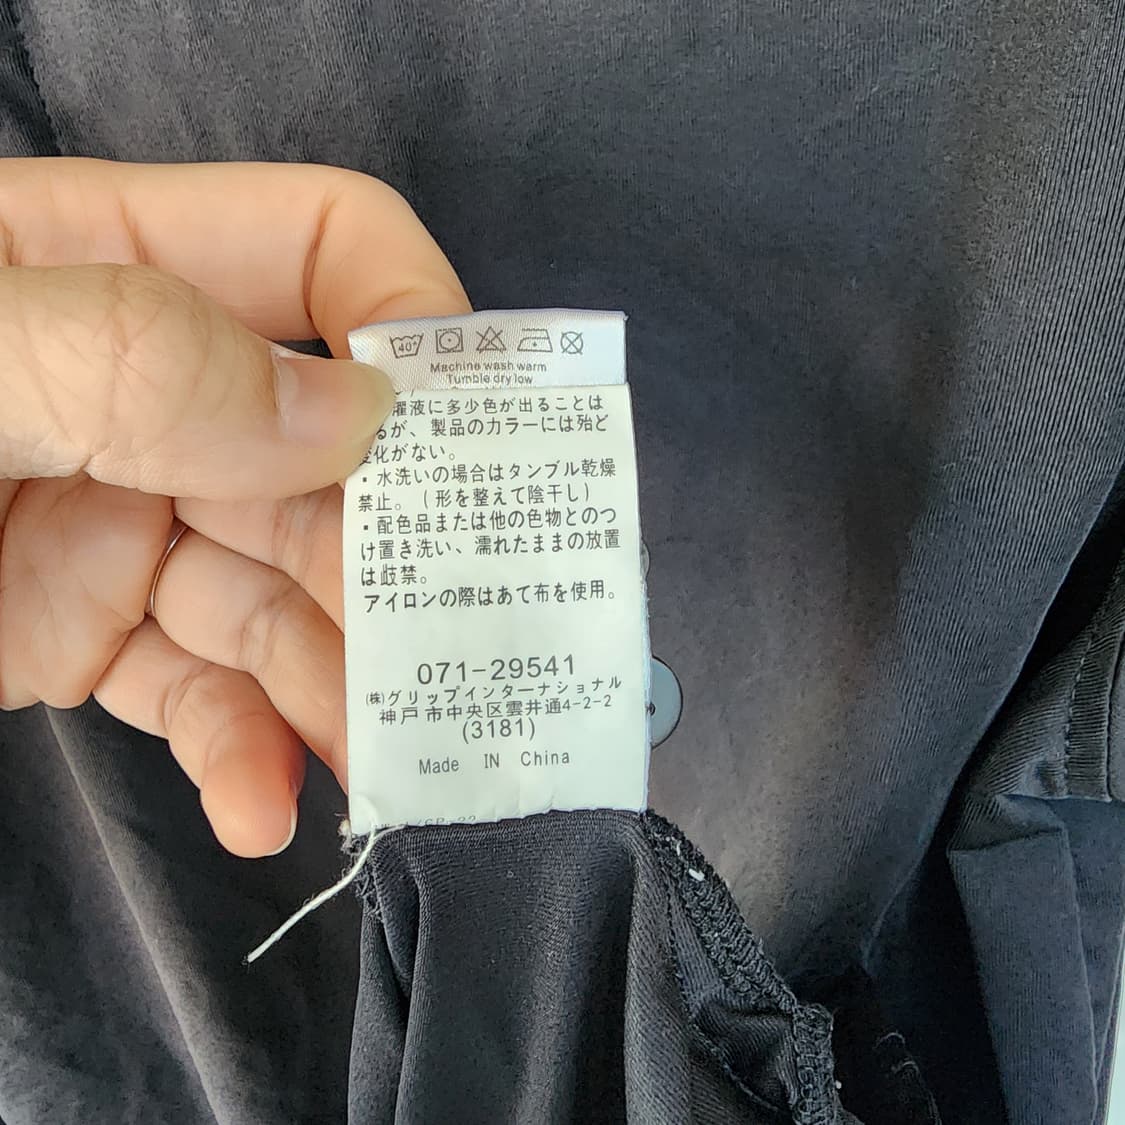 40°
Machine wash warm
Tumble dry low
濯液に多少色が出ることは
るが、製品のカラーには殆ど
変化がない。
・水洗いの場合はタンブル乾燥
禁止。(形を整えて陰干し)
・配色品または他の色物とのつ
け置き洗い、濡れたままの放置
は歧禁。
アイロンの際はあて布を使用。
071-29541
㈱グリップインターナショナル
神戸市中央区雲井通4-2-2
(3181)
Made IN China